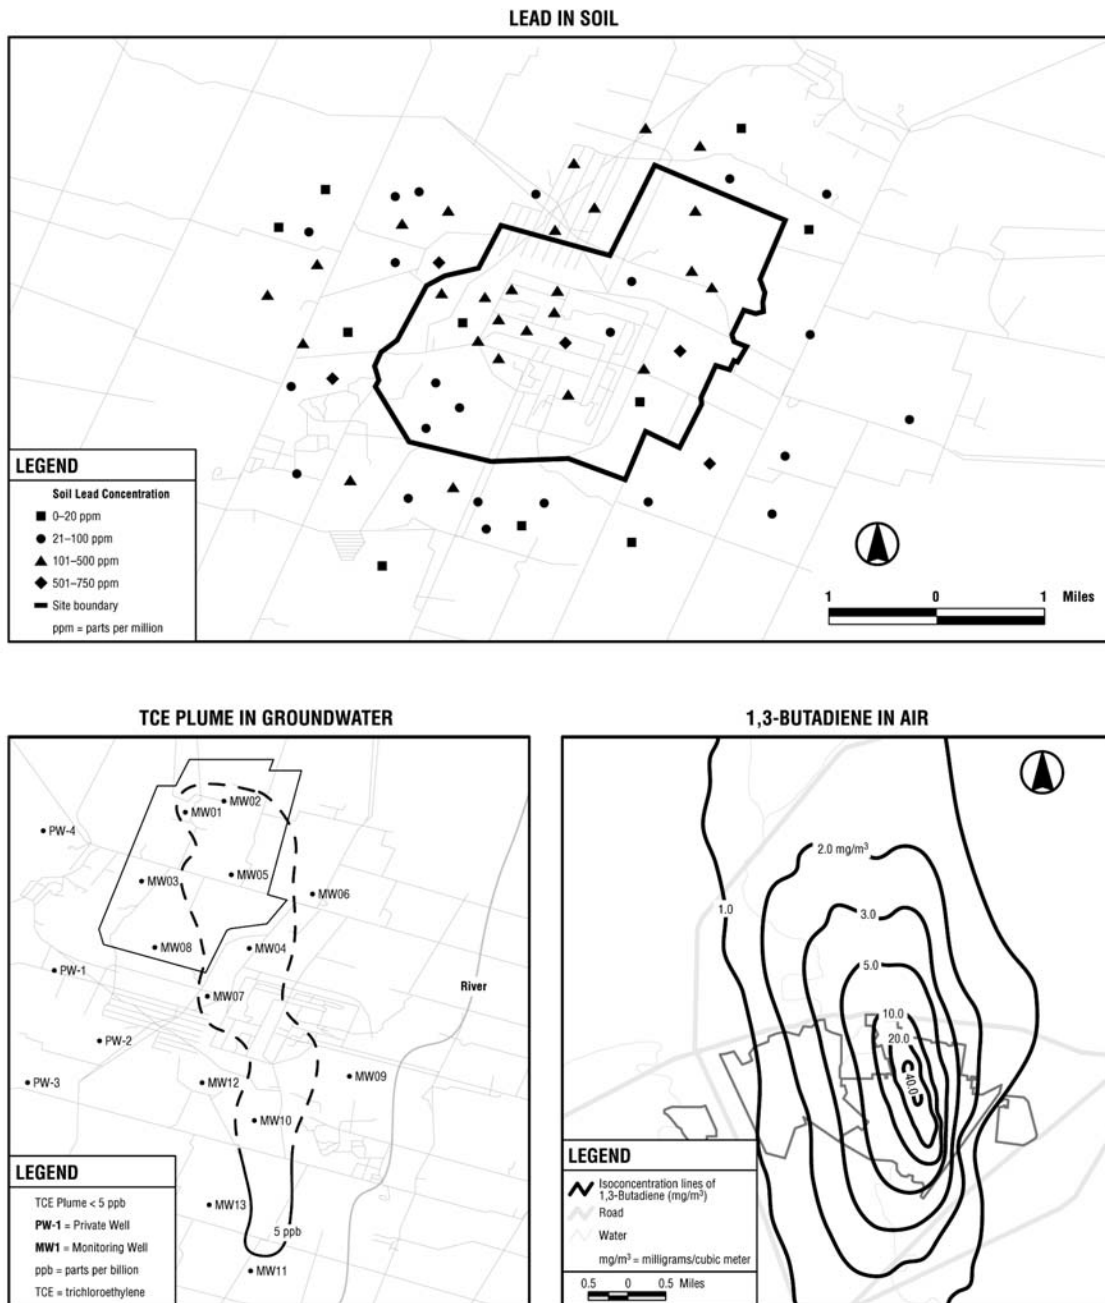 LEAD IN SOIL
LEGEND
Soil Lead Concentration
0–20 ppm
21–100 ppm
101–500 ppm
501–750 ppm
Site boundary
ppm = parts per million
1 0 1 Miles
TCE PLUME IN GROUNDWATER
MW02
MW01
PW-4
MW05
MW03
MW06
MW08
MW04
PW-1
River
MW07
PW-2
PW-3
MW12
MW09
MW10
MW13
5 ppb
MW11
LEGEND
TCE Plume < 5 ppb
PW-1 = Private Well
MW1 = Monitoring Well
ppb = parts per billion
TCE = trichloroethylene
1,3-BUTADIENE IN AIR
2.0 mg/m³
1.0
3.0
5.0
10.0
20.0
40.0
LEGEND
Isoconcentration lines of
1,3-Butadiene (mg/m³)
Road
Water
mg/m³ = milligrams/cubic meter
0.5 0 0.5 Miles